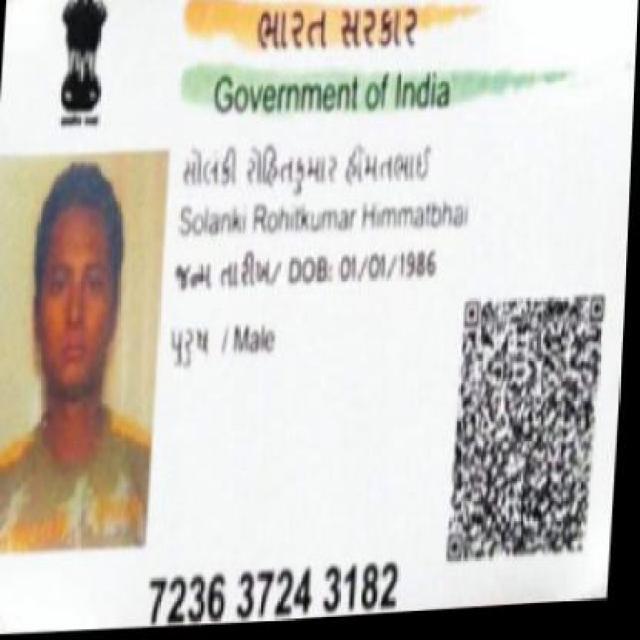 ભારત સરકાર
Government of India
સોલંકી રોહિતકુમાર હીંમતભાઈ
Solanki Rohitkumar Himmatbhai
જન્મ તારીખ/ DOB: 01/01/1986
પુરુષ / Male
7236 3724 3182